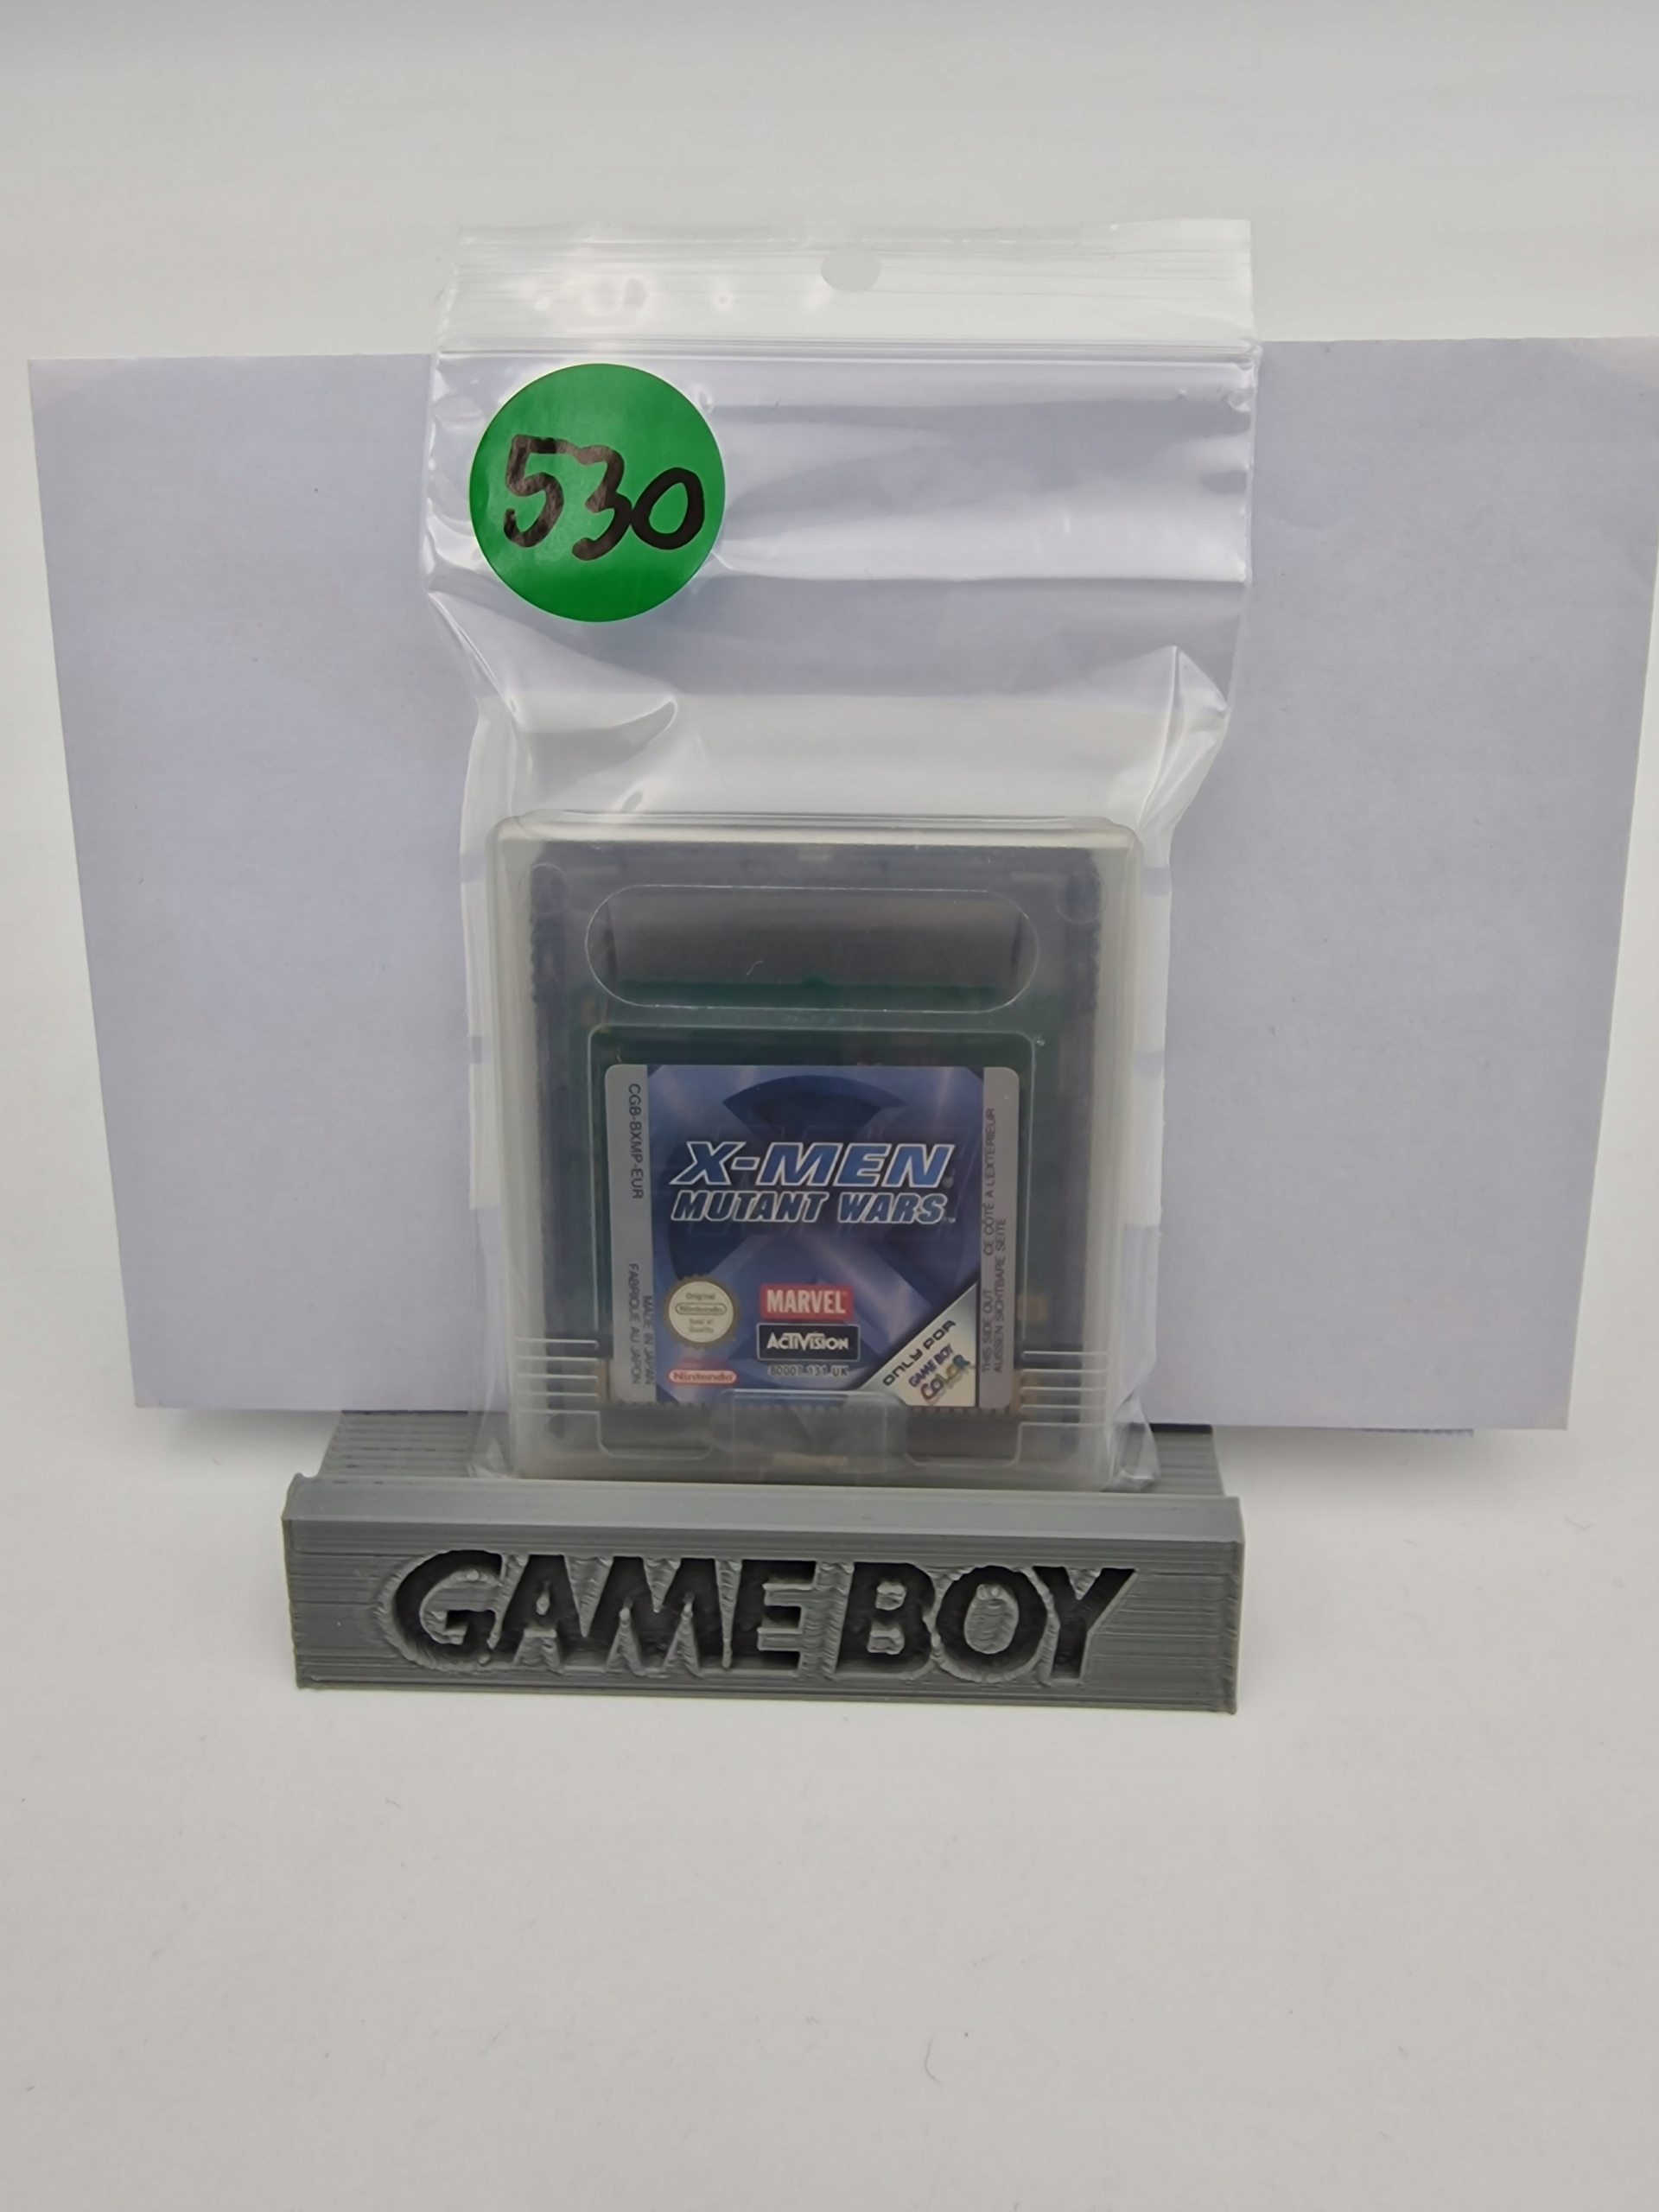 530
CGB-BXMP-EUR
MADE IN JAPAN
FABRIQUÉ AU JAPON
X-MEN
MUTANT WARS™
Original
Nintendo
Seal of
Quality
MARVEL
ACTIVISION
Nintendo
ONLY FOR
GAME BOY
COLOR
THIS SIDE OUT CE CÔTÉ A L'EXTERIEUR
AUSSEN SICHTBARE SEITE
GAME BOY